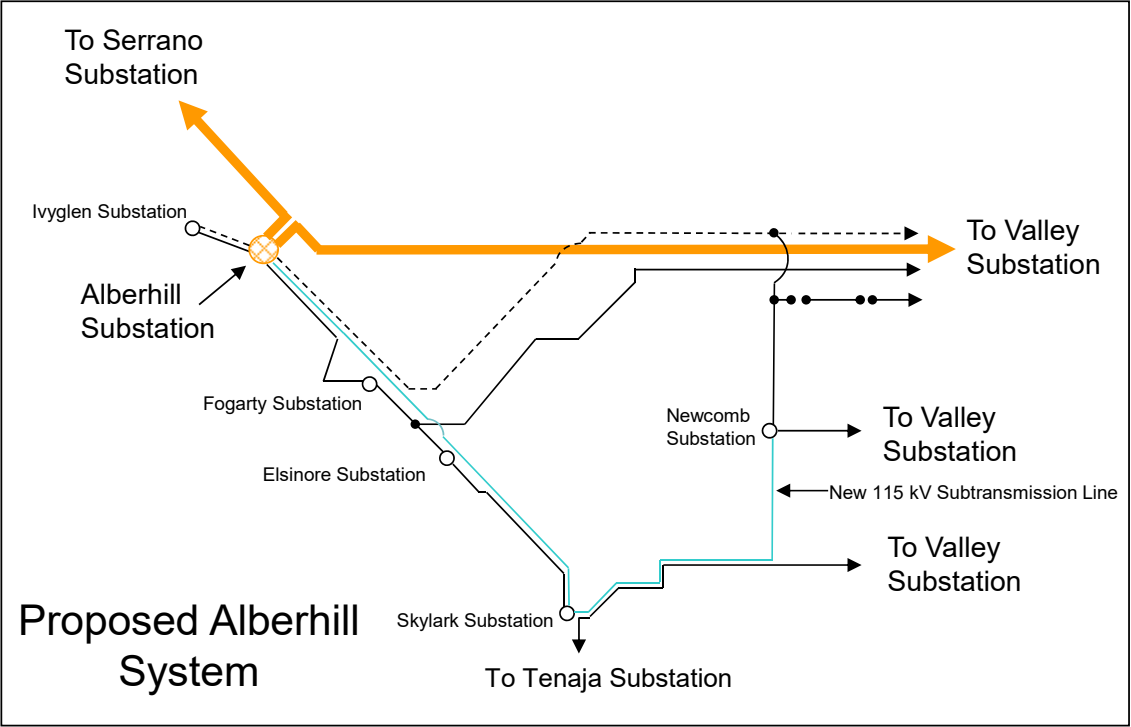 To Serrano
Substation
Ivyglen Substation
To Valley
Substation
Alberhill
Substation
Fogarty Substation
Newcomb
Substation
To Valley
Substation
Elsinore Substation
New 115 kV Subtransmission Line
To Valley
Substation
Proposed Alberhill
System
Skylark Substation
To Tenaja Substation